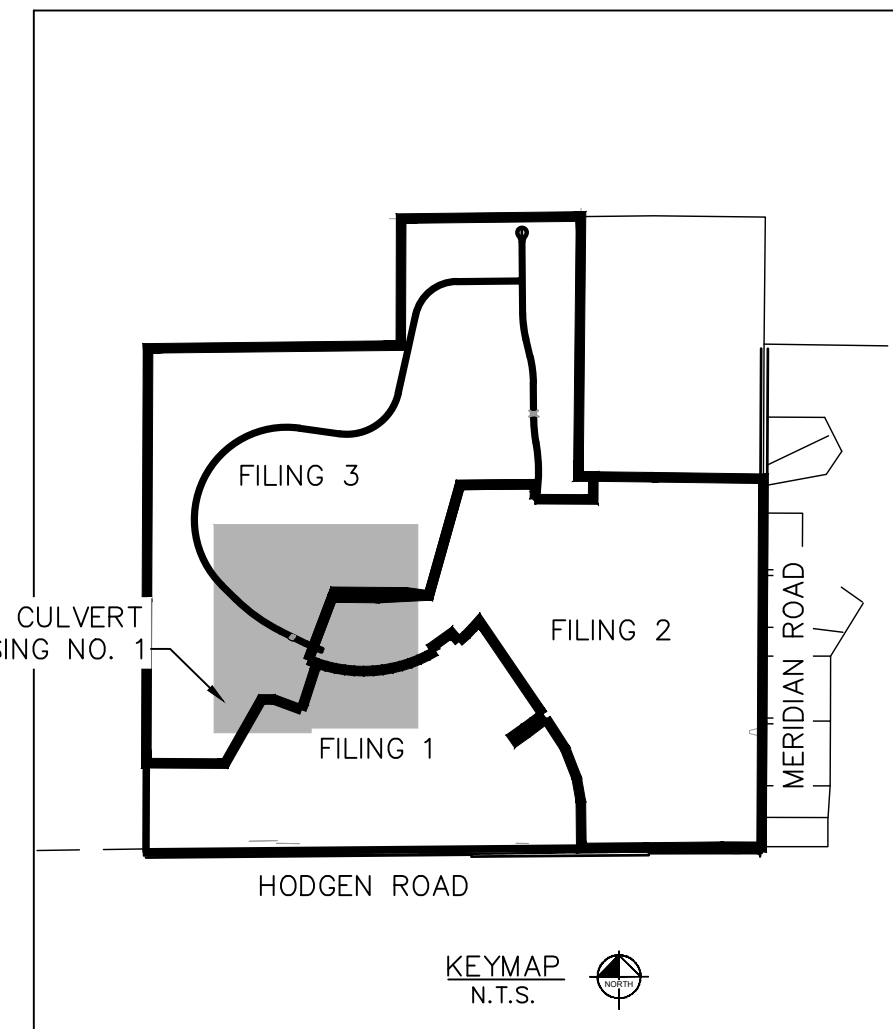 FILING 3
CULVERT
SING NO. 1
FILING 2
MERIDIAN ROAD
FILING 1
HODGEN ROAD
KEYMAP
N.T.S.
NORTH